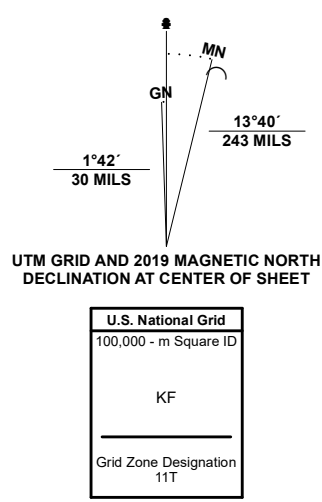 MN
GN
13°40´
243 MILS
1°42´
30 MILS
UTM GRID AND 2019 MAGNETIC NORTH
DECLINATION AT CENTER OF SHEET
U.S. National Grid
100,000 - m Square ID
KF
Grid Zone Designation
11T